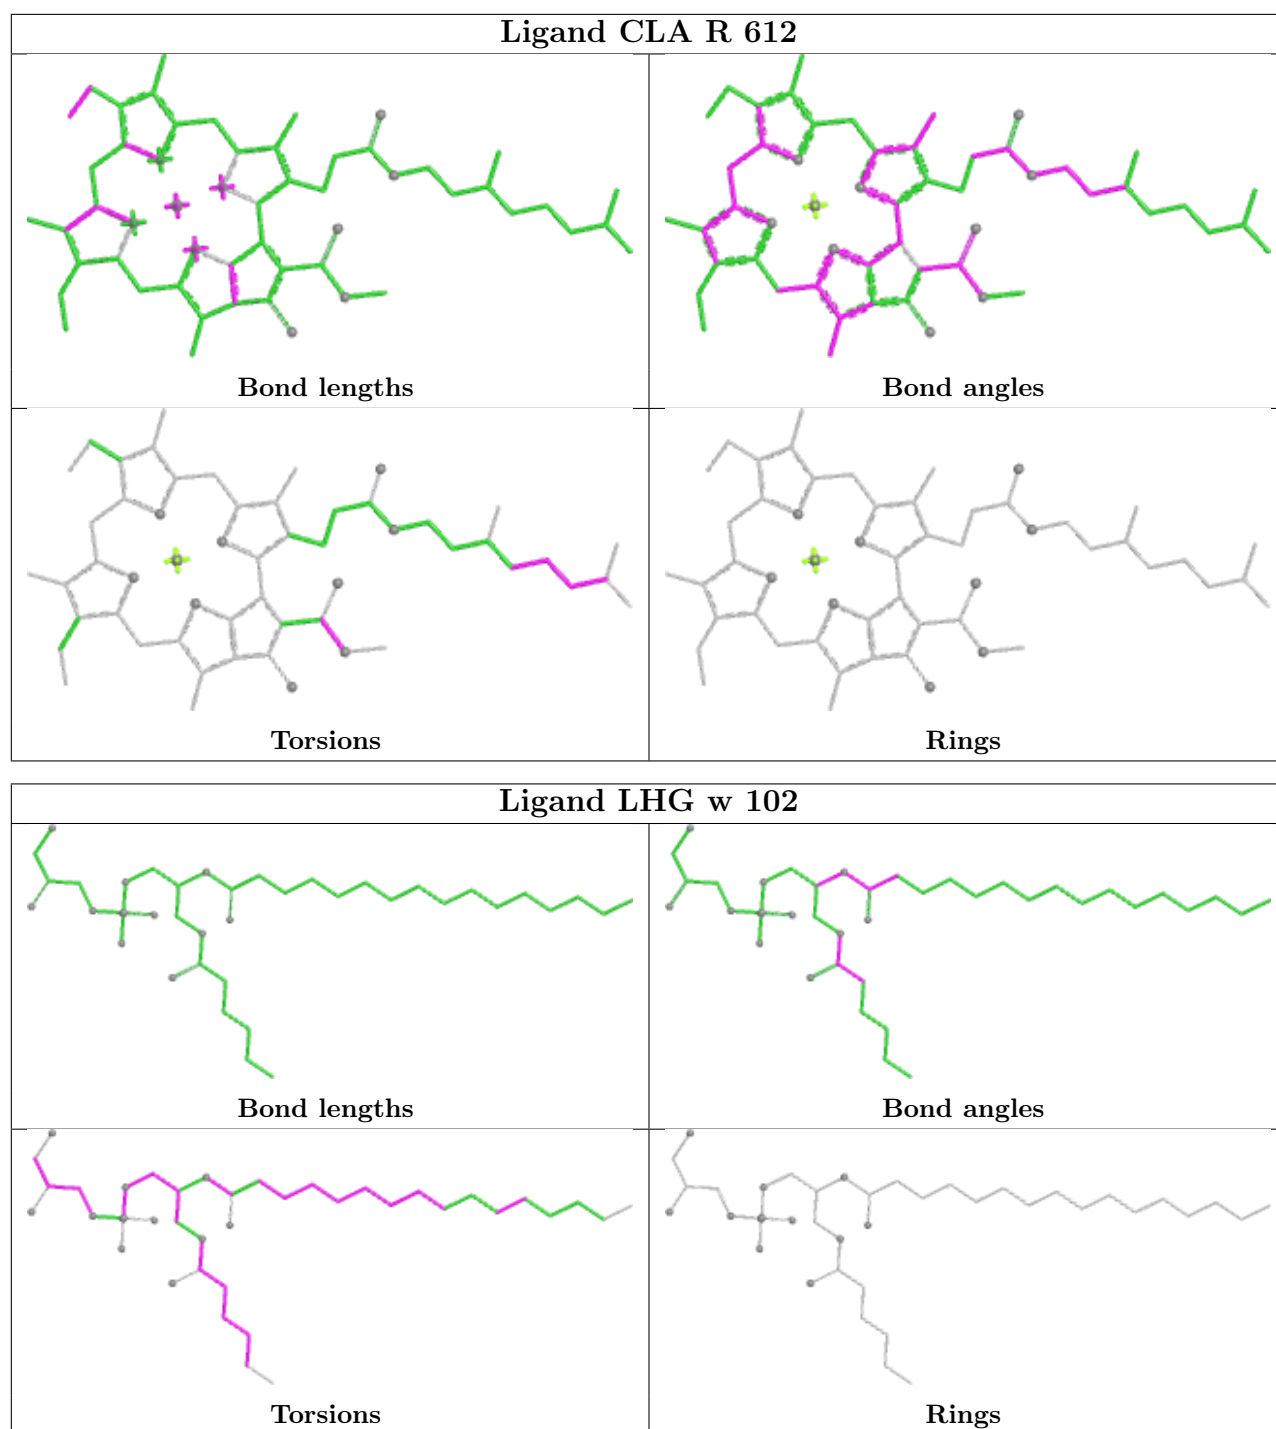 Ligand CLA R 612
Bond lengths
Bond angles
Torsions
Rings
Ligand LHG w 102
Bond lengths
Bond angles
Torsions
Rings